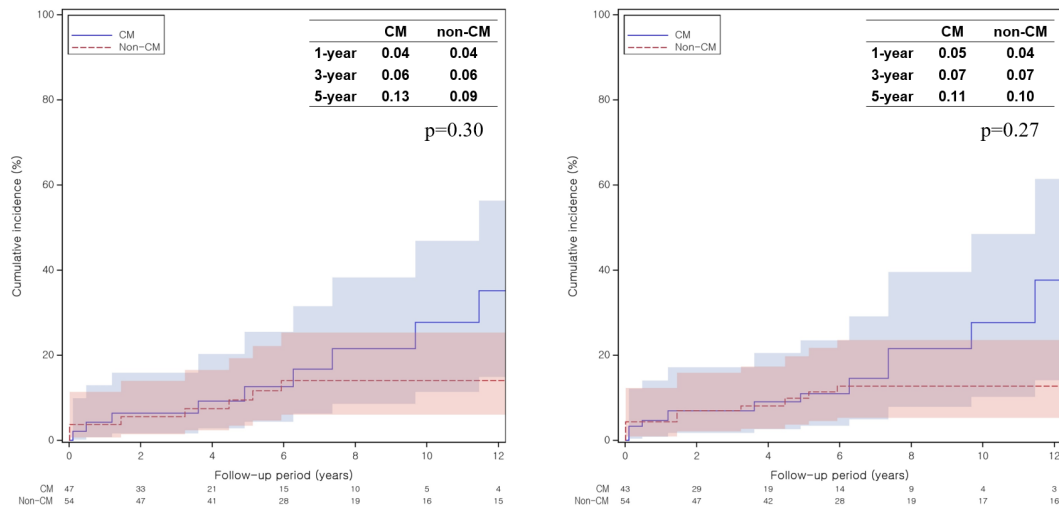 100
CM
Non-CM
CM non-CM
1-year 0.04 0.04
3-year 0.06 0.06
5-year 0.13 0.09
p=0.30
80
60
40
20
0
Cumulative incidence (%)
0 2 4 6 8 10 12
Follow-up period (years)
CM 47 33 21 15 10 5 4
Non-CM 54 47 41 28 19 16 15
100
CM
Non-CM
CM non-CM
1-year 0.05 0.04
3-year 0.07 0.07
5-year 0.11 0.10
p=0.27
80
60
40
20
0
Cumulative incidence (%)
0 2 4 6 8 10 12
Follow-up period (years)
CM 43 29 19 14 9 4 3
Non-CM 54 47 42 28 19 17 16